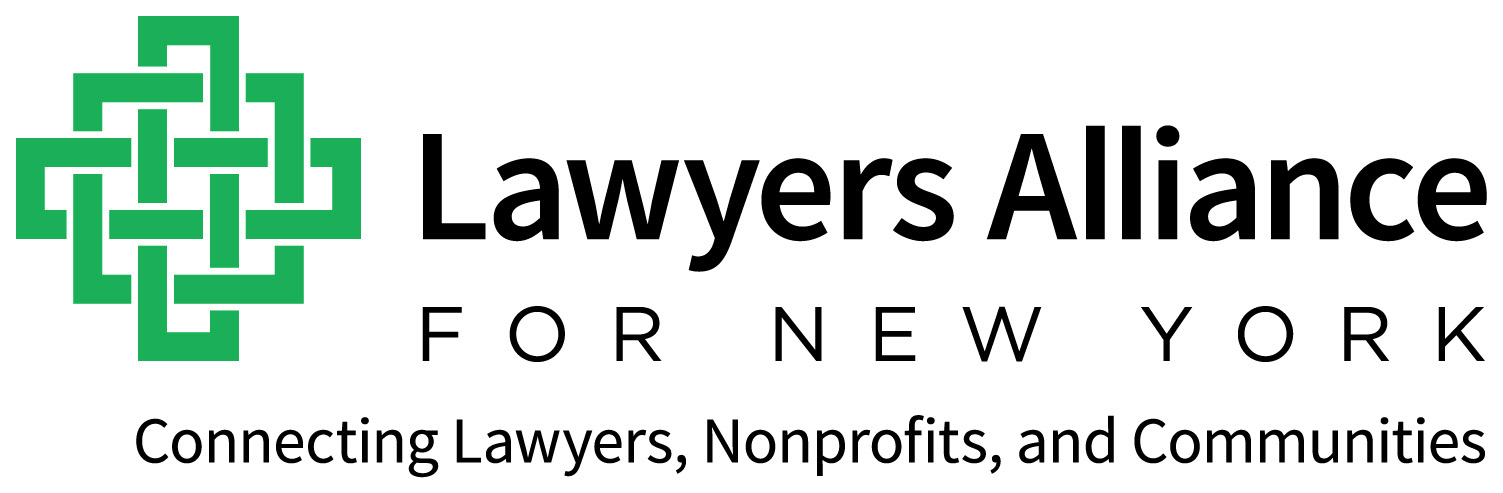 Lawyers Alliance
FOR NEW YORK
Connecting Lawyers, Nonprofits, and Communities